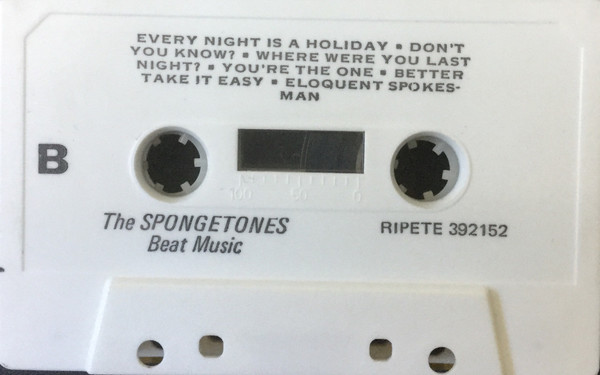 EVERY NIGHT IS A HOLIDAY ▪ DON'T
YOU KNOW? ▪ WHERE WERE YOU LAST
NIGHT? ▪ YOU'RE THE ONE ▪ BETTER
TAKE IT EASY ▪ ELOQUENT SPOKES-
MAN
B
100 50 0
The SPONGETONES
Beat Music
RIPETE 392152